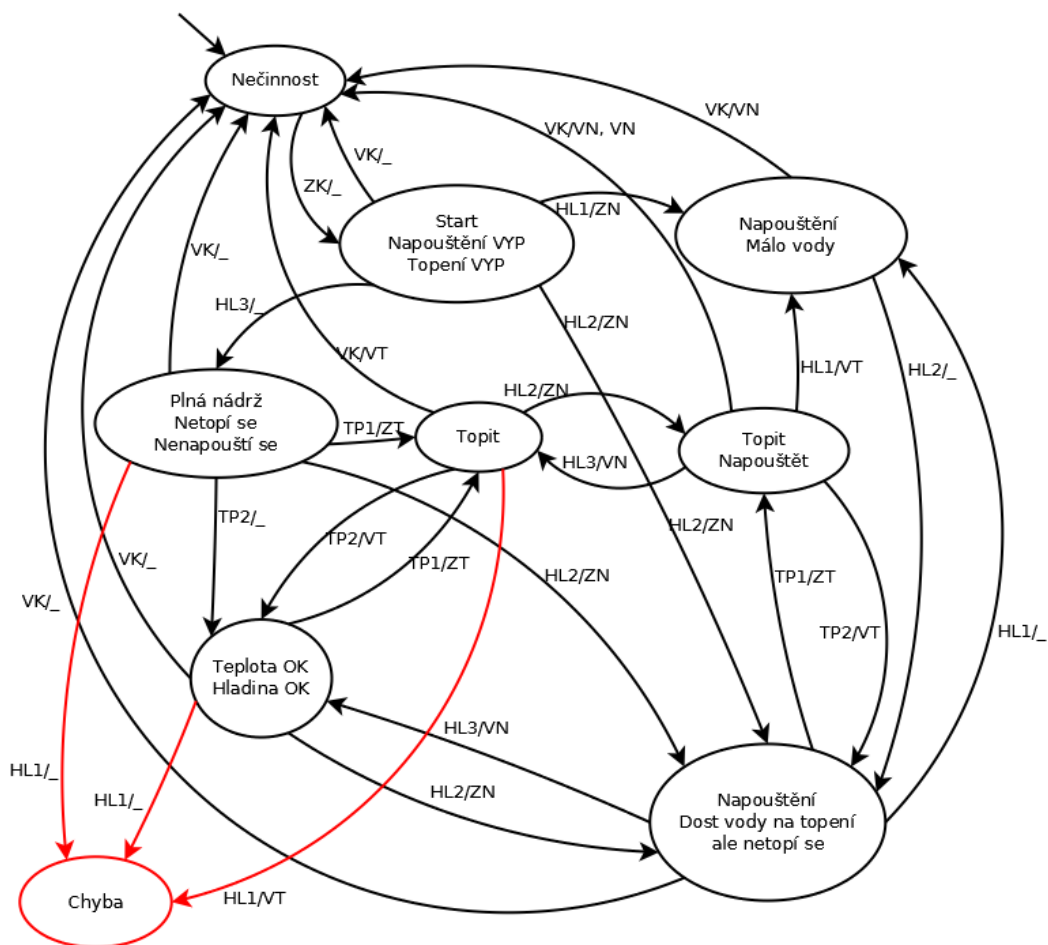 Nečinnost
VK/VN
VK/VN, VN
VK/_
ZK/_
HL1/ZN
Start
Napouštění VYP
Topení VYP
Napouštění
Málo vody
VK/_
HL3/_
HL2/ZN
VK/VT
HL1/VT
HL2/_
HL2/ZN
Plná nádrž
Netopí se
Nenapouští se
TP1/ZT
Topit
Topit
Napouštět
HL3/VN
TP2/_
HL2/ZN
TP2/VT
VK/_
TP1/ZT
HL2/ZN
TP1/ZT
VK/_
TP2/VT
HL1/_
Teplota OK
Hladina OK
HL3/VN
HL1/_
HL2/ZN
HL1/_
Napouštění
Dost vody na topení
ale netopí se
Chyba
HL1/VT